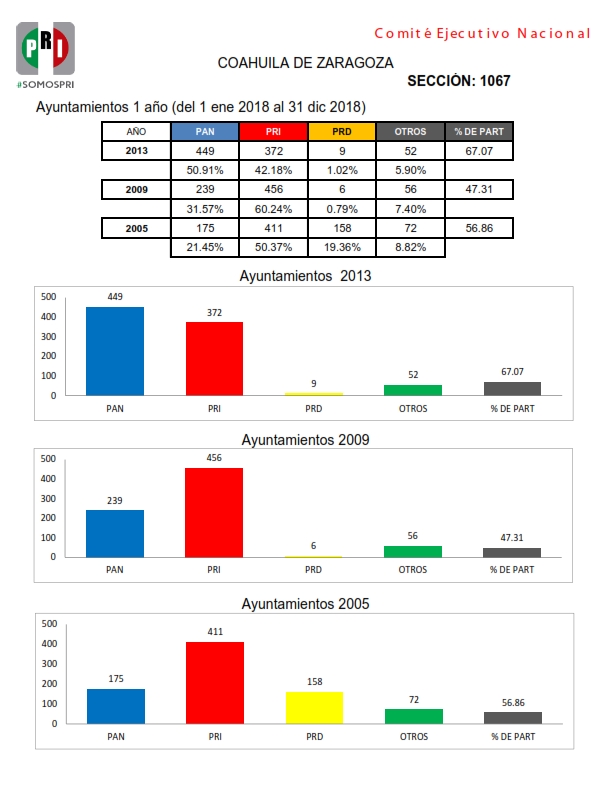 PRI
#SOMOSPRI
Comité Ejecutivo Nacional
COAHUILA DE ZARAGOZA
SECCIÓN: 1067
Ayuntamientos 1 año (del 1 ene 2018 al 31 dic 2018)
AÑO PAN PRI PRD OTROS % DE PART
2013 449 372 9 52 67.07
50.91% 42.18% 1.02% 5.90%
2009 239 456 6 56 47.31
31.57% 60.24% 0.79% 7.40%
2005 175 411 158 72 56.86
21.45% 50.37% 19.36% 8.82%
Ayuntamientos 2013
500
400
300
200
100
0
449 372 9 52 67.07
PAN PRI PRD OTROS % DE PART
Ayuntamientos 2009
500
400
300
200
100
0
239 456 6 56 47.31
PAN PRI PRD OTROS % DE PART
Ayuntamientos 2005
500
400
300
200
100
0
175 411 158 72 56.86
PAN PRI PRD OTROS % DE PART